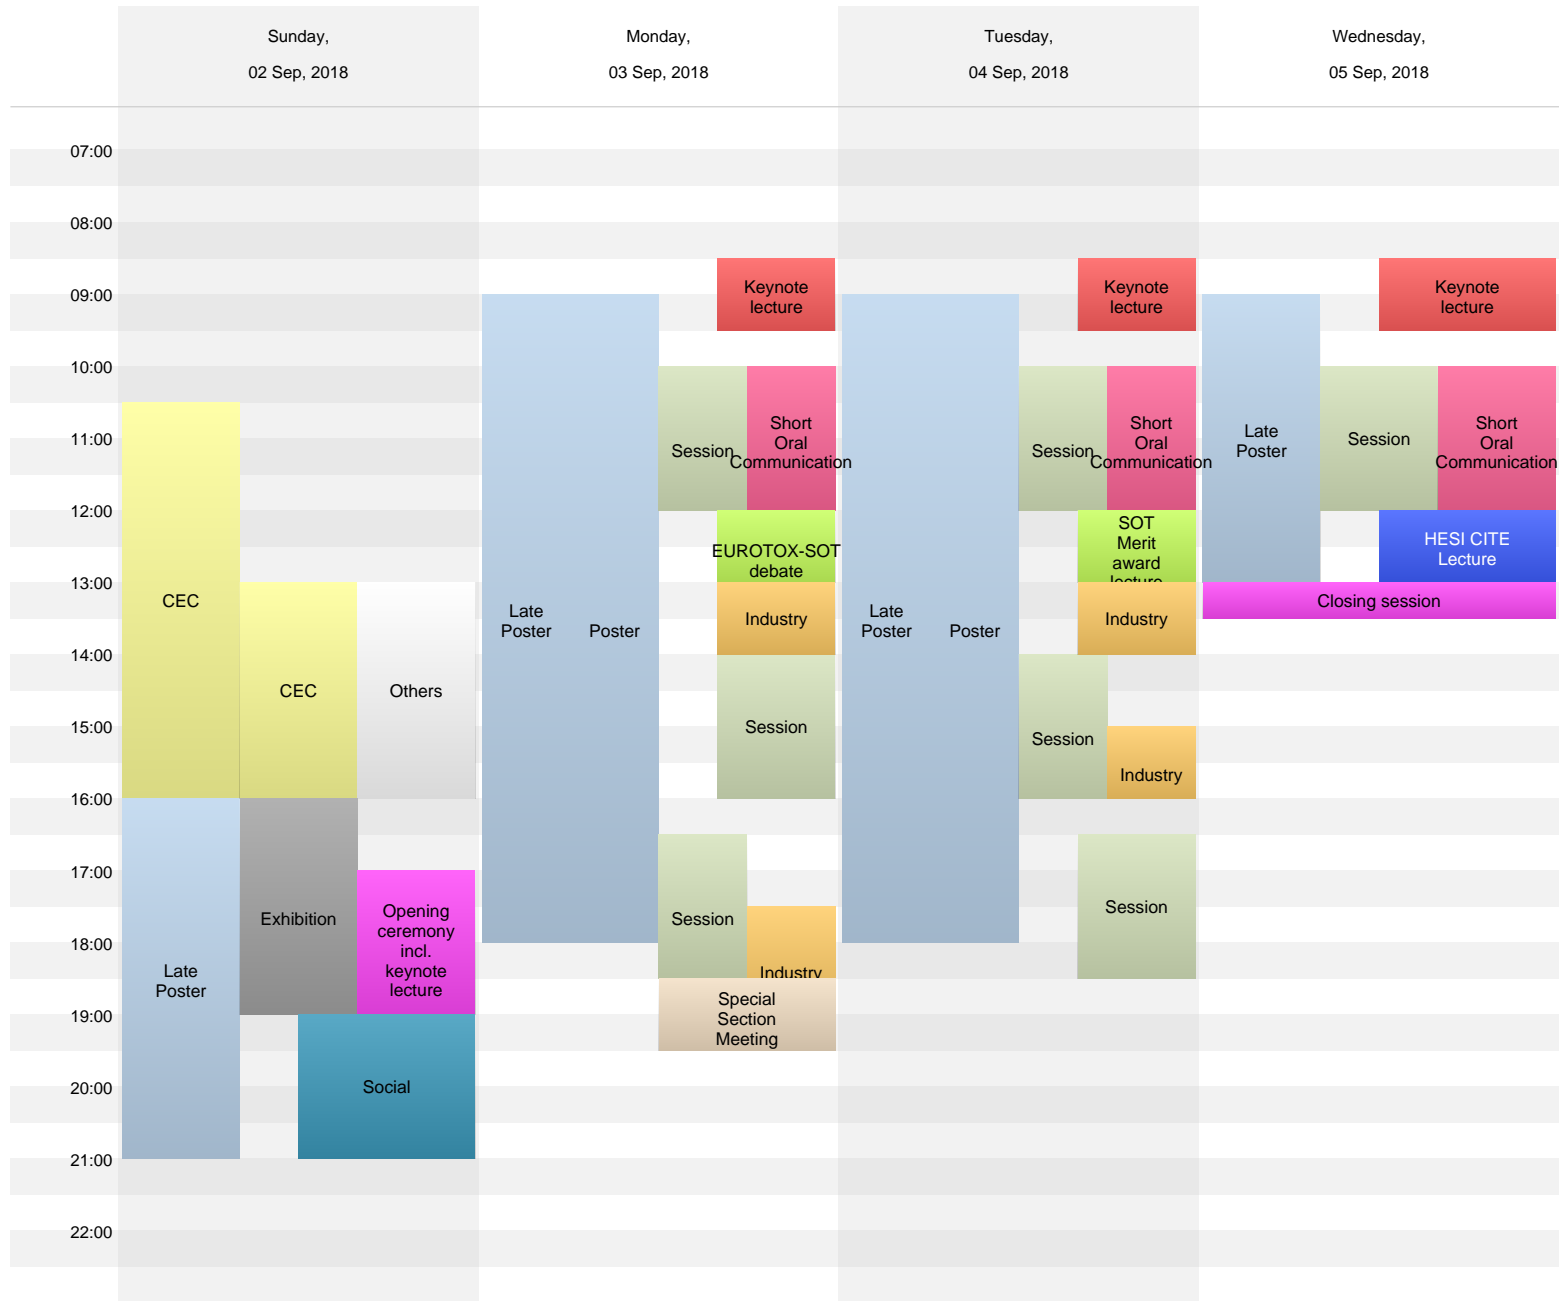 Sunday,
02 Sep, 2018
Monday,
03 Sep, 2018
Tuesday,
04 Sep, 2018
Wednesday,
05 Sep, 2018
07:00
08:00
09:00
10:00
11:00
12:00
13:00
14:00
15:00
16:00
17:00
18:00
19:00
20:00
21:00
22:00
CEC
CEC
Others
Late
Poster
Exhibition
Opening
ceremony
incl.
keynote
lecture
Social
Late
Poster
Poster
Keynote
lecture
Session
Short
Oral
Communication
EUROTOX-SOT
debate
Industry
Session
Session
Industry
Special
Section
Meeting
Late
Poster
Poster
Keynote
lecture
Session
Short
Oral
Communication
SOT
Merit
award
lecture
Industry
Session
Industry
Session
Late
Poster
Keynote
lecture
Session
Short
Oral
Communication
HESI CITE
Lecture
Closing session